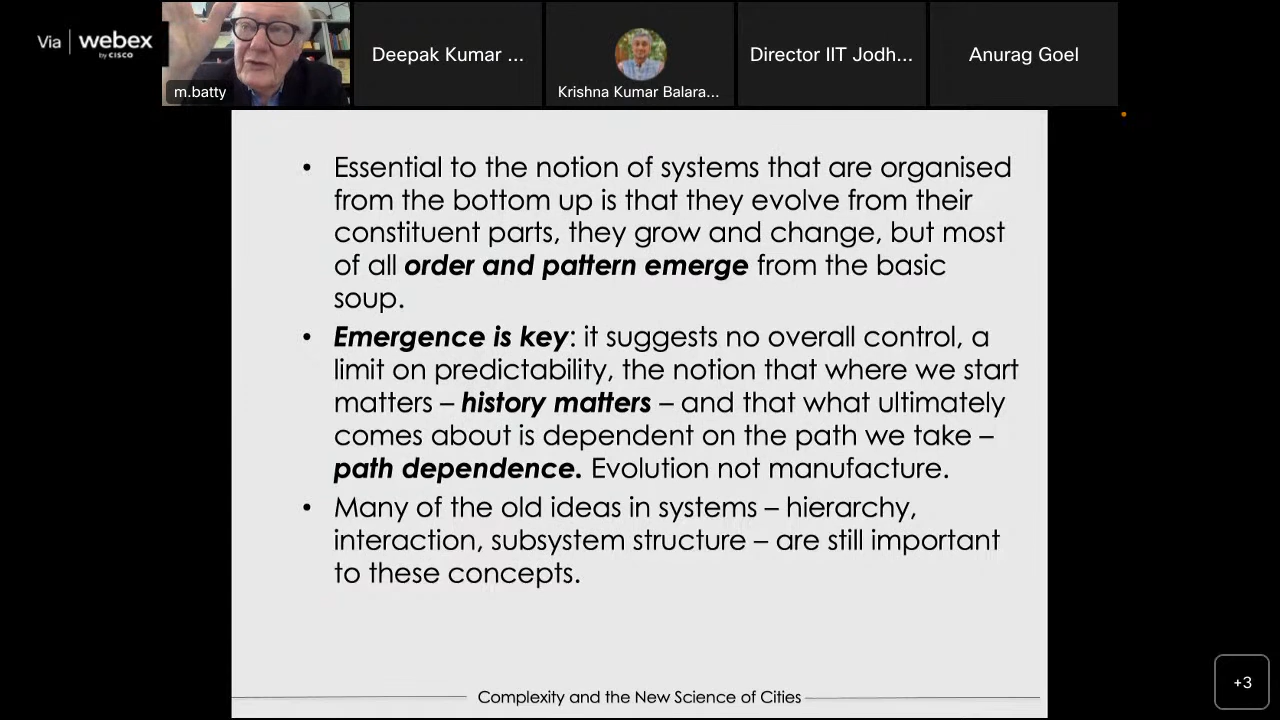 Via | webex
by CISCO
m.batty
Deepak Kumar ...
Krishna Kumar Balara...
Director IIT Jodh...
Anurag Goel
• Essential to the notion of systems that are organised
from the bottom up is that they evolve from their
constituent parts, they grow and change, but most
of all order and pattern emerge from the basic
soup.
• Emergence is key: it suggests no overall control, a
limit on predictability, the notion that where we start
matters – history matters – and that what ultimately
comes about is dependent on the path we take –
path dependence. Evolution not manufacture.
• Many of the old ideas in systems – hierarchy,
interaction, subsystem structure – are still important
to these concepts.
Complexity and the New Science of Cities
+3